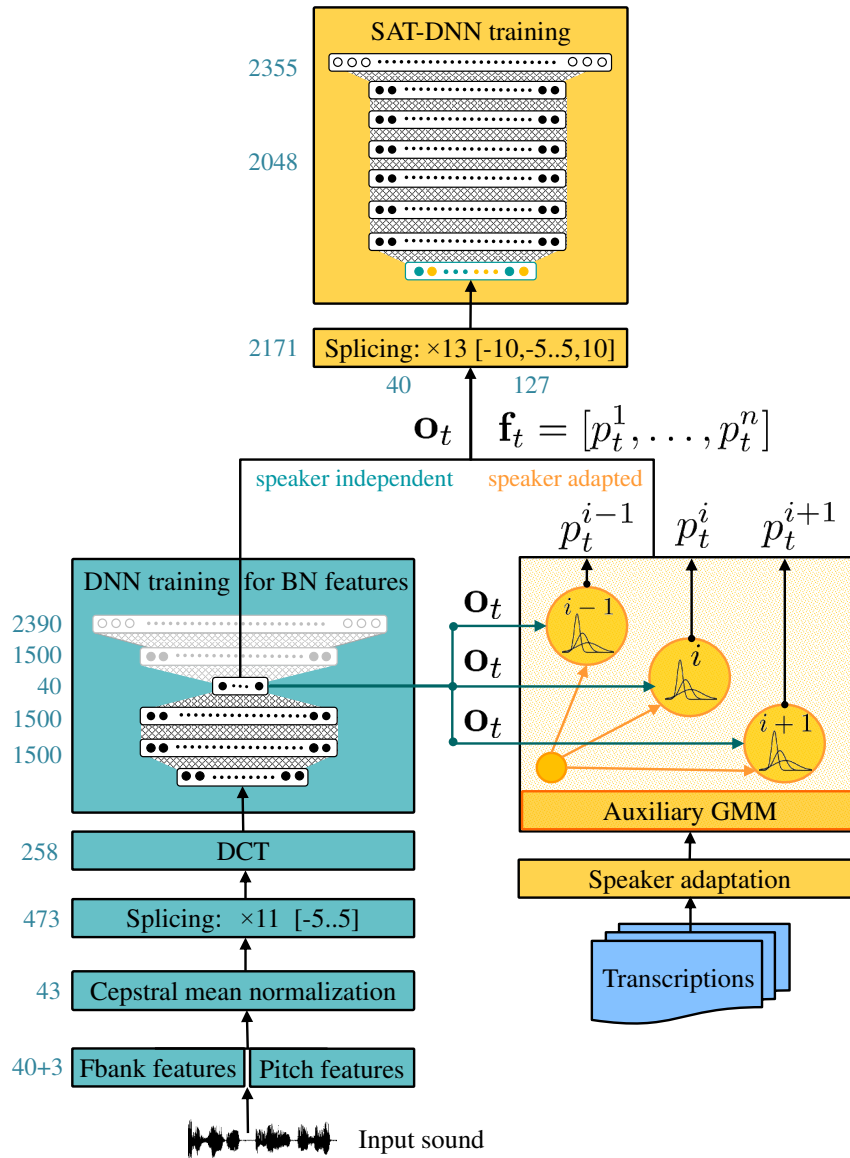 SAT-DNN training
2355
2048
2171
Splicing: ×13 [-10,-5..5,10]
40 127
𝐨_t 𝐟_t = [p_t^1, . . . , p_t^n]
speaker independent speaker adapted
p_t^{i−1} p_t^i p_t^{i+1}
DNN training for BN features
2390
1500
40
1500
1500
𝐨_t
𝐨_t
𝐨_t
i − 1
i
i + 1
Auxiliary GMM
258
DCT
Speaker adaptation
473
Splicing: ×11 [-5..5]
Transcriptions
43
Cepstral mean normalization
40+3
Fbank features Pitch features
Input sound